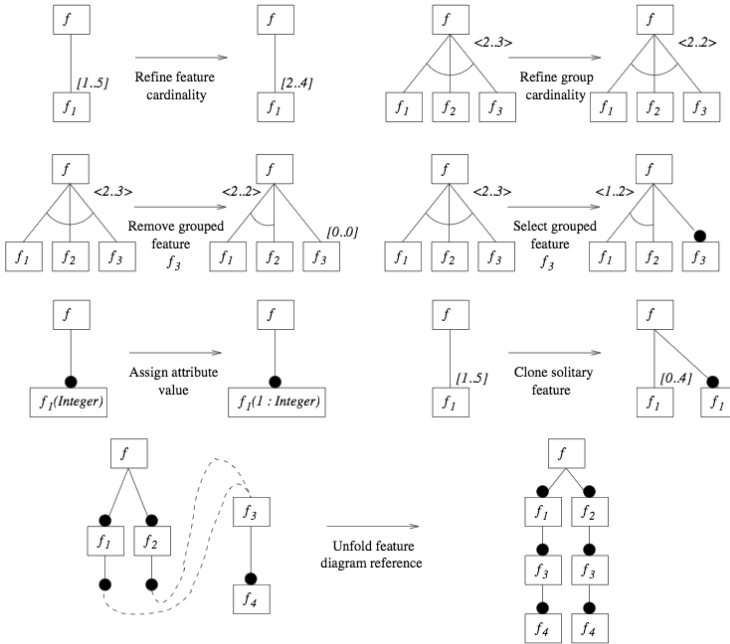 f f f f
<2..3> <2..2>
[1..5] Refine feature [2..4] Refine group
cardinality cardinality
f1 f1 f1 f2 f3 f1 f2 f3
f f f f
<2..3> <2..2> <2..3> <1..2>
Remove grouped [0..0] Select grouped
feature feature
f1 f2 f3 f3 f1 f2 f3 f1 f2 f3 f3 f1 f2 f3
f f f f
Assign attribute [1..5] Clone solitary [0..4]
value feature
f1(Integer) f1(1 : Integer) f1 f1 f1
f f
f1 f2 f3 f1 f2
Unfold feature
diagram reference
f3 f3
f4 f4 f4